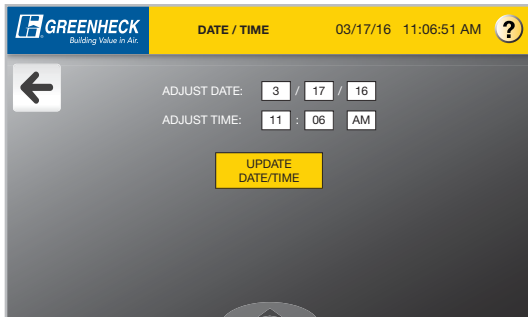 GREENHECK
Building Value in Air.
DATE / TIME
03/17/16 11:06:51 AM
?
ADJUST DATE: 3 / 17 / 16
ADJUST TIME: 11 : 06 AM
UPDATE
DATE/TIME